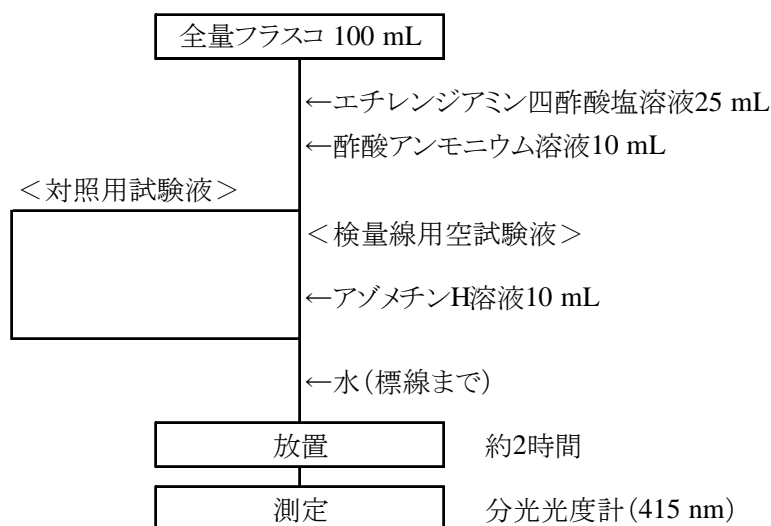 全量フラスコ 100 mL
←エチレンジアミン四酢酸塩溶液25 mL
←酢酸アンモニウム溶液10 mL
＜対照用試験液＞
＜検量線用空試験液＞
←アゾメチンH溶液10 mL
←水（標線まで）
放置 約2時間
測定 分光光度計（415 nm）